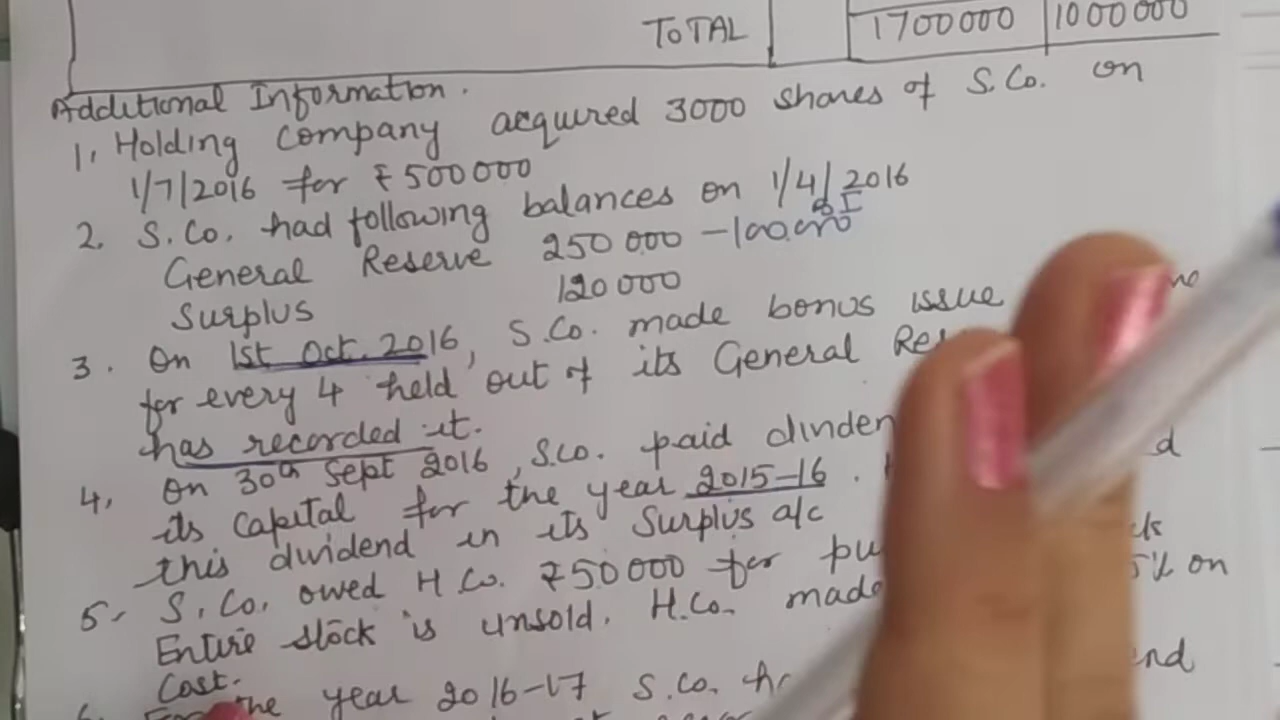 TOTAL 1700000 1000000
Additional Information.
1, Holding Company acquired 3000 shares of S.Co. on
1/7/2016 for ₹500000
2. S.Co. had following balances on 1/4/2016
General Reserve 250000 -100,000
Surplus 120000
3. On 1st Oct. 2016, S.Co. made bonus issue
for every 4 held out of its General
has recorded it.
4, On 30th Sept 2016, S.Co. paid
its Capital for the year 2015-16.
this dividend in its Surplus a/c
5. S.Co. owed H.Co. ₹50000 for
Entire stock is unsold. H.Co. made 5% on
Cost.
the year 2016-17 S.Co.